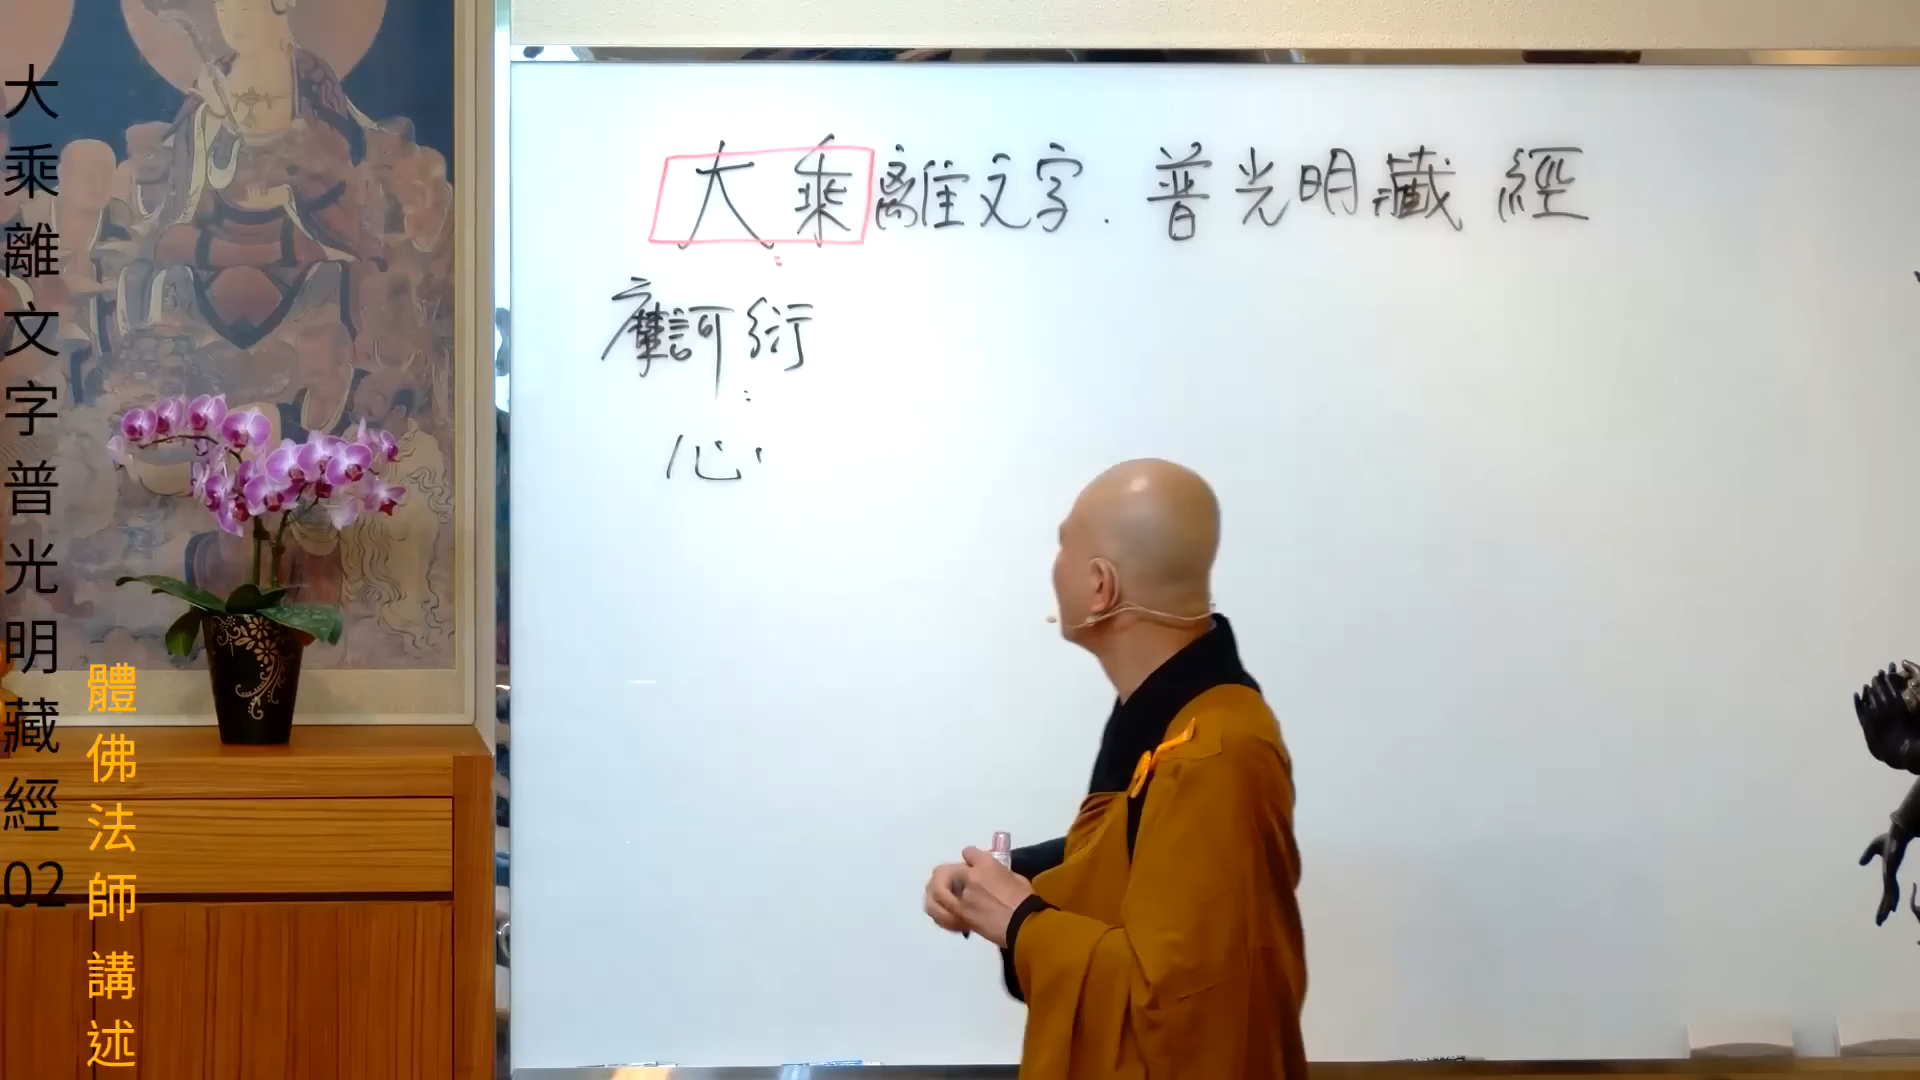 大乘離文字普光明藏經02
體佛法師 講述
大乘離文字.普光明藏經
摩訶衍
心